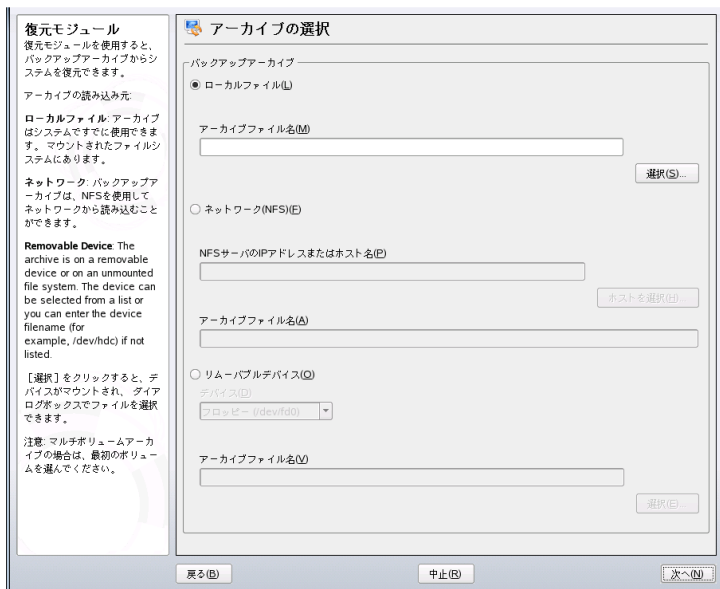 復元モジュール
復元モジュールを使用すると、
バックアップアーカイブからシ
ステムを復元できます。
アーカイブの読み込み元:
ローカルファイル: アーカイブ
はシステムですでに使用できま
す。 マウントされたファイルシ
ステムにあります。
ネットワーク: バックアップア
ーカイブは、NFSを使用して
ネットワークから読み込むこと
ができます。
Removable Device: The
archive is on a removable
device or on an unmounted
file system. The device can
be selected from a list or
you can enter the device
filename (for
example, /dev/hdc) if not
listed.
［選択］をクリックすると、デ
バイスがマウントされ、 ダイア
ログボックスでファイルを選択
できます。
注意: マルチボリュームアーカ
イブの場合は、最初のボリュー
ムを選んでください。
アーカイブの選択
バックアップアーカイブ
ローカルファイル(L)
アーカイブファイル名(M)
選択(S)...
ネットワーク(NFS)(E)
NFSサーバのIPアドレスまたはホスト名(P)
ホストを選択(H)...
アーカイブファイル名(A)
リムーバブルデバイス(O)
デバイス(D)
フロッピー (/dev/fd0)
アーカイブファイル名(V)
選択(E)...
戻る(B)
中止(R)
次へ(N)